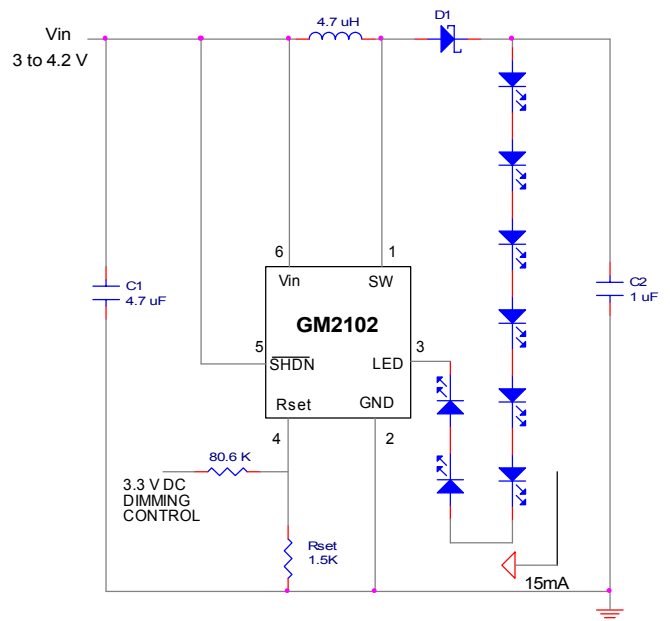 Vin
3 to 4.2 V
4.7 uH
D1
6
1
Vin
SW
C1
4.7 uF
C2
1 uF
GM2102
5
SHDN
LED
3
Rset
GND
4
2
80.6 K
3.3 V DC
DIMMING
CONTROL
Rset
1.5K
15mA